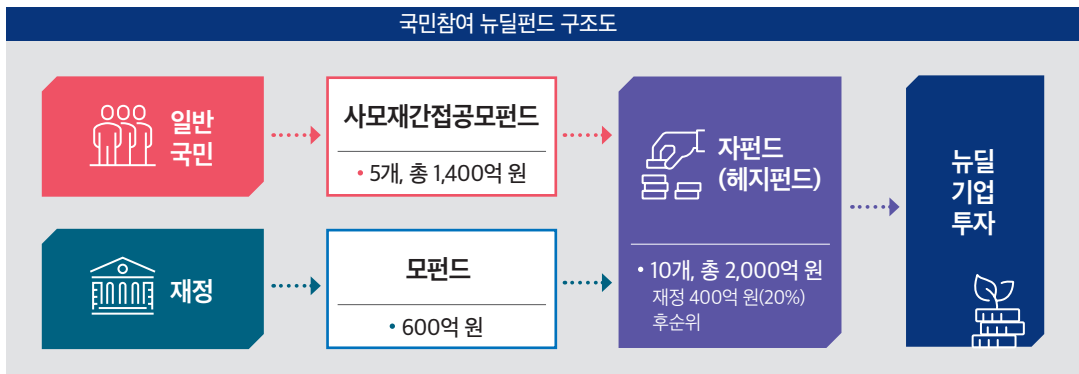 국민참여 뉴딜펀드 구조도
일반
국민
사모재간접공모펀드
• 5개, 총 1,400억 원
재정
모펀드
• 600억 원
자펀드
(헤지펀드)
• 10개, 총 2,000억 원
재정 400억 원(20%)
후순위
뉴딜
기업
투자